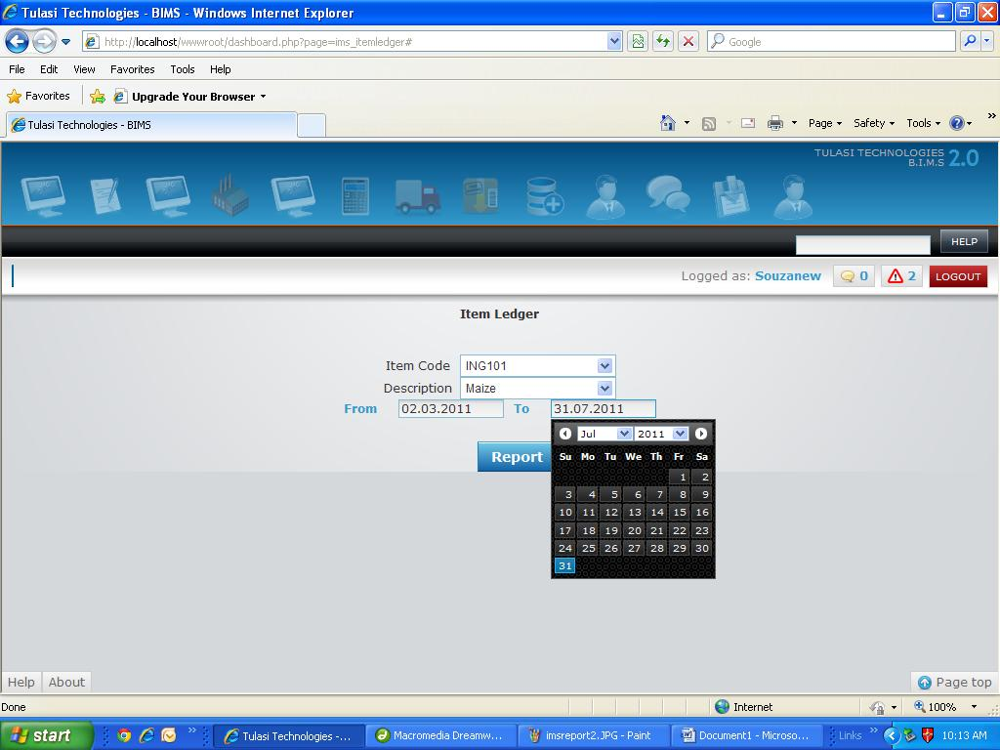 Tulasi Technologies - BIMS - Windows Internet Explorer
http://localhost/wwwroot/dashboard.php?page=ims_itemledger#
Google
File Edit View Favorites Tools Help
Favorites Upgrade Your Browser
Tulasi Technologies - BIMS
Page Safety Tools
TULASI TECHNOLOGIES
B.I.M.S 2.0
HELP
Logged as: Souzanew 0 2 LOGOUT
Item Ledger
Item Code ING101
Description Maize
From 02.03.2011 To 31.07.2011
Jul 2011
Report
Su Mo Tu We Th Fr Sa
1 2
3 4 5 6 7 8 9
10 11 12 13 14 15 16
17 18 19 20 21 22 23
24 25 26 27 28 29 30
31
Help About Page top
Done Internet 100%
start Tulasi Technologies -... Macromedia Dreamw... imsreport2.JPG - Paint Document1 - Microso... Links 10:13 AM